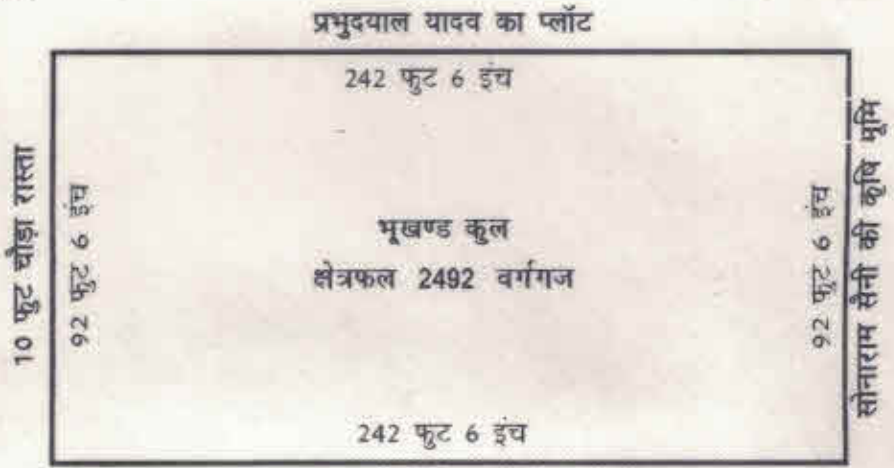 प्रभुदयाल यादव का प्लॉट
242 फुट 6 इंच
10 फुट चौड़ा रास्ता
92 फुट 6 इंच
भूखण्ड कुल
क्षेत्रफल 2492 वर्गगज
92 फुट 6 इंच
सोनाराम सैनी की कृषि भूमि
242 फुट 6 इंच